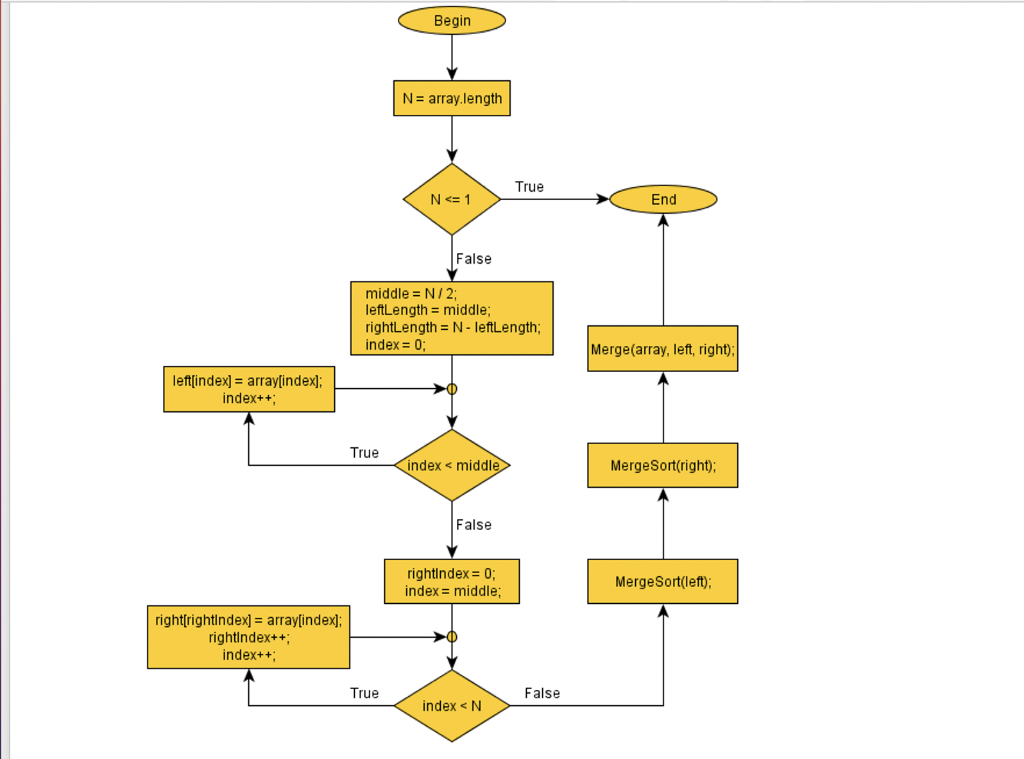 Begin
N = array.length
N <= 1
True
End
False
middle = N / 2;
leftLength = middle;
rightLength = N - leftLength;
index = 0;
Merge(array, left, right);
left[index] = array[index];
index++;
True
index < middle
MergeSort(right);
False
rightIndex = 0;
index = middle;
MergeSort(left);
right[rightIndex] = array[index];
rightIndex++;
index++;
True
index < N
False